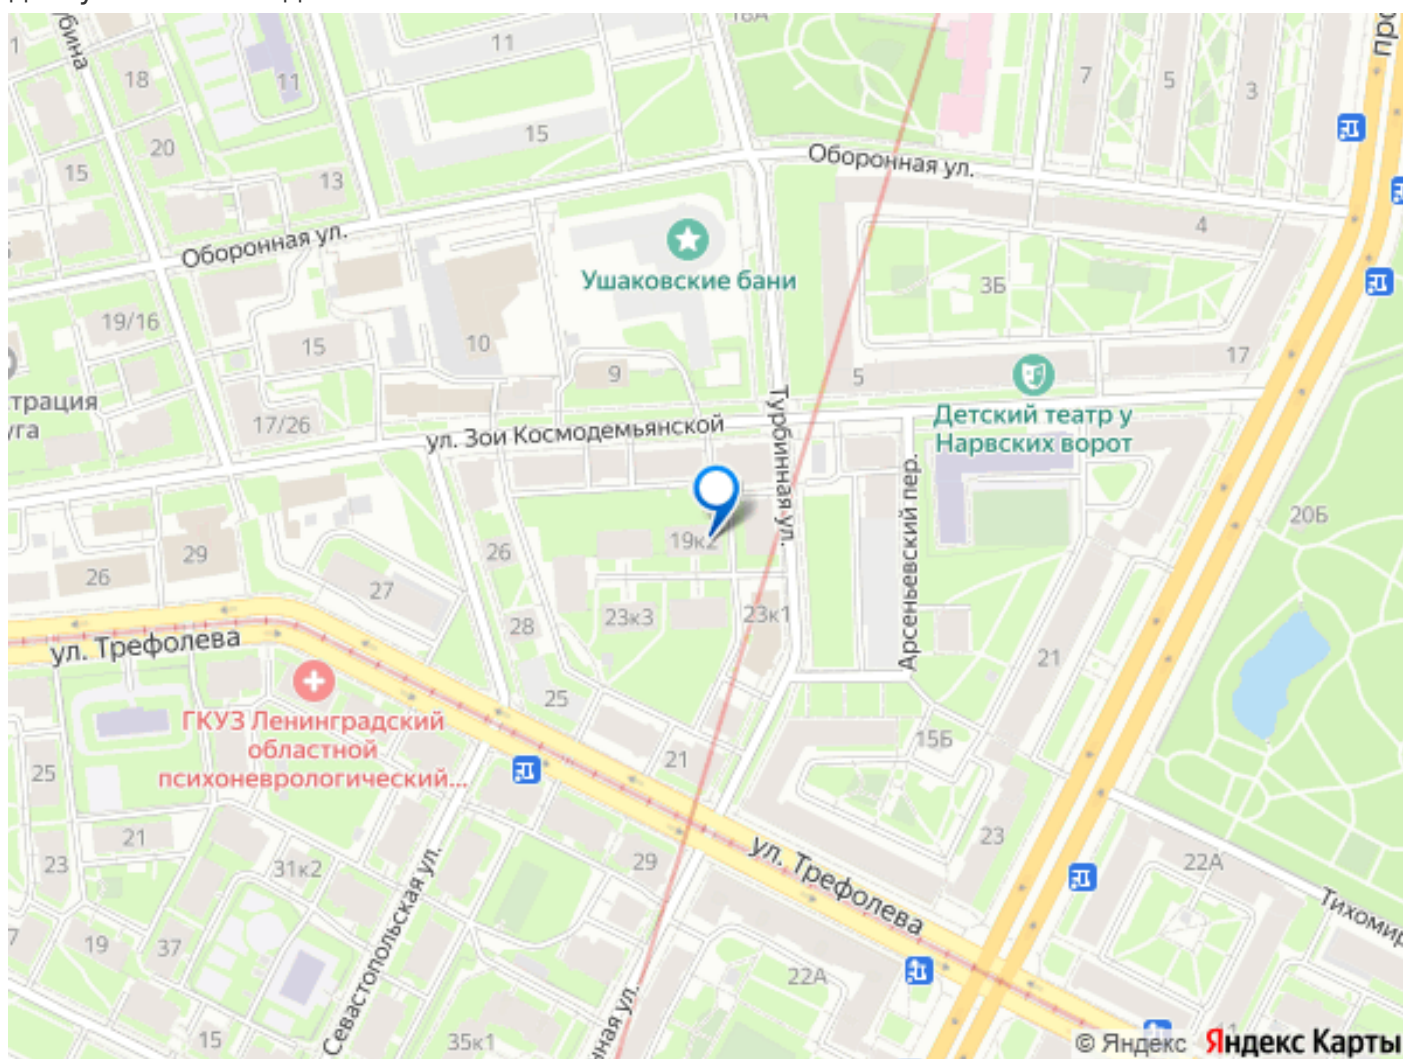 18А
11
18
11
7
5
3
20
15
15
13
Оборонная ул.
4
Оборонная ул.
Ушаковские бани
3Б
19/16
15
10
17
9
5
Детский театр у
Нарвских ворот
17/26
ул. Зои Космодемьянской
Турбинная ул.
Арсеньевский пер.
20Б
29
26
19к2
26
27
23к3
23к1
28
ул. Трефолева
21
25
ГКУЗ Ленинградский
областной
психоневрологический...
21
15Б
25
21
23
23
31к2
29
ул. Трефолева
22А
Севастопольская ул.
19
37
22А
15
35к1
© Яндекс Яндекс Карты